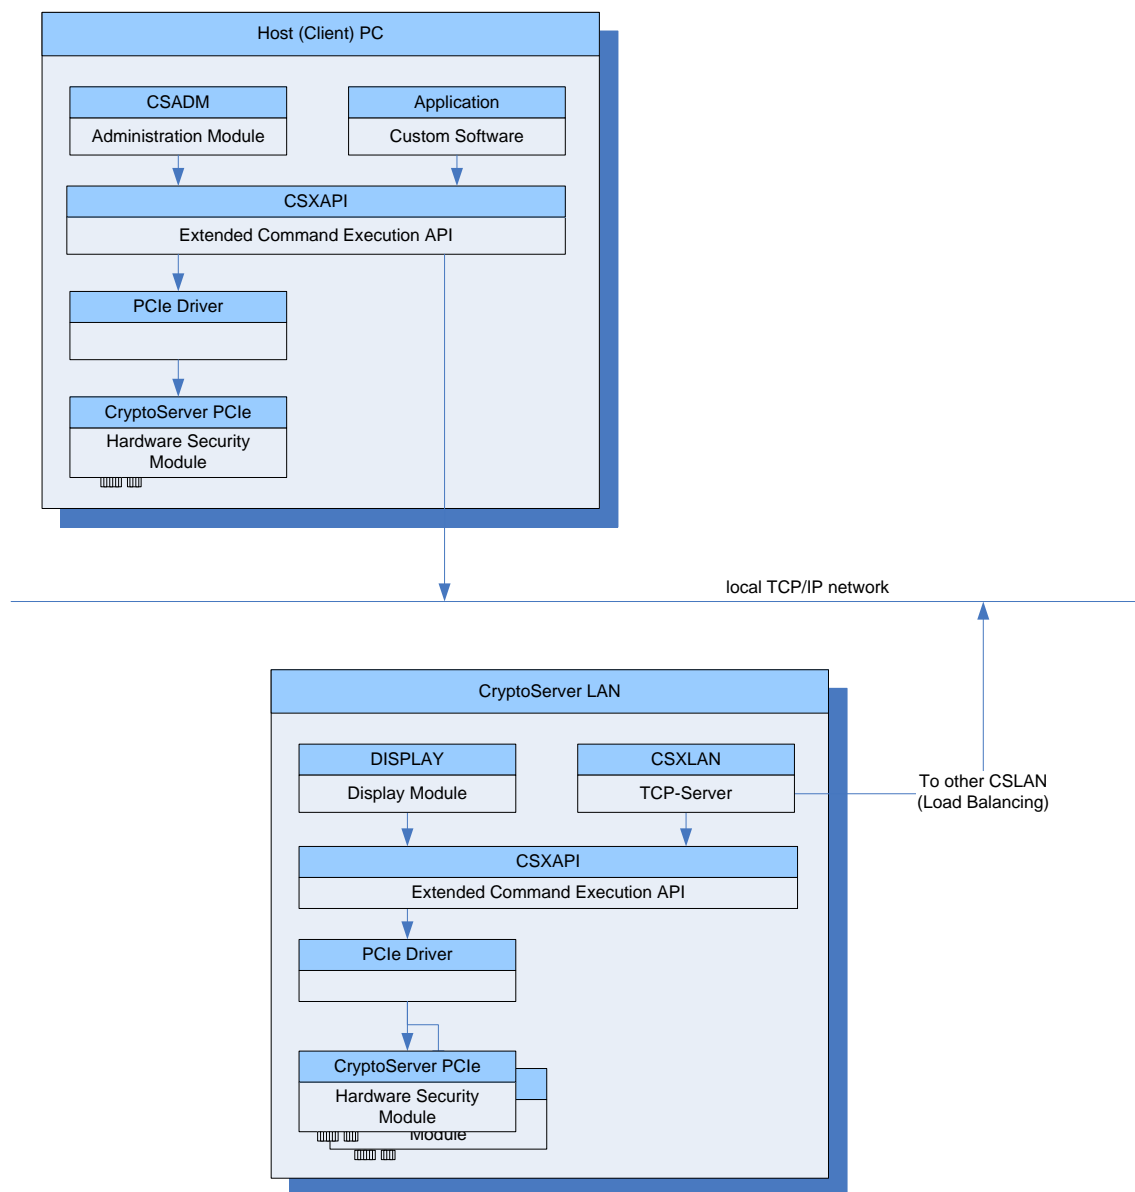 Host (Client) PC
CSADM
Administration Module
Application
Custom Software
CSXAPI
Extended Command Execution API
PCIe Driver
CryptoServer PCIe
Hardware Security
Module
local TCP/IP network
CryptoServer LAN
DISPLAY
Display Module
CSXLAN
TCP-Server
To other CSLAN
(Load Balancing)
CSXAPI
Extended Command Execution API
PCIe Driver
CryptoServer PCIe
Hardware Security
Module
Module